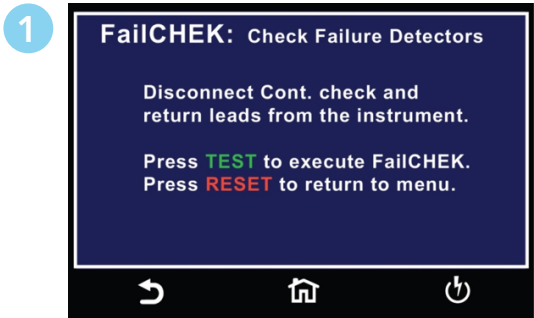 1
FailCHEK: Check Failure Detectors
Disconnect Cont. check and
return leads from the instrument.
Press TEST to execute FailCHEK.
Press RESET to return to menu.